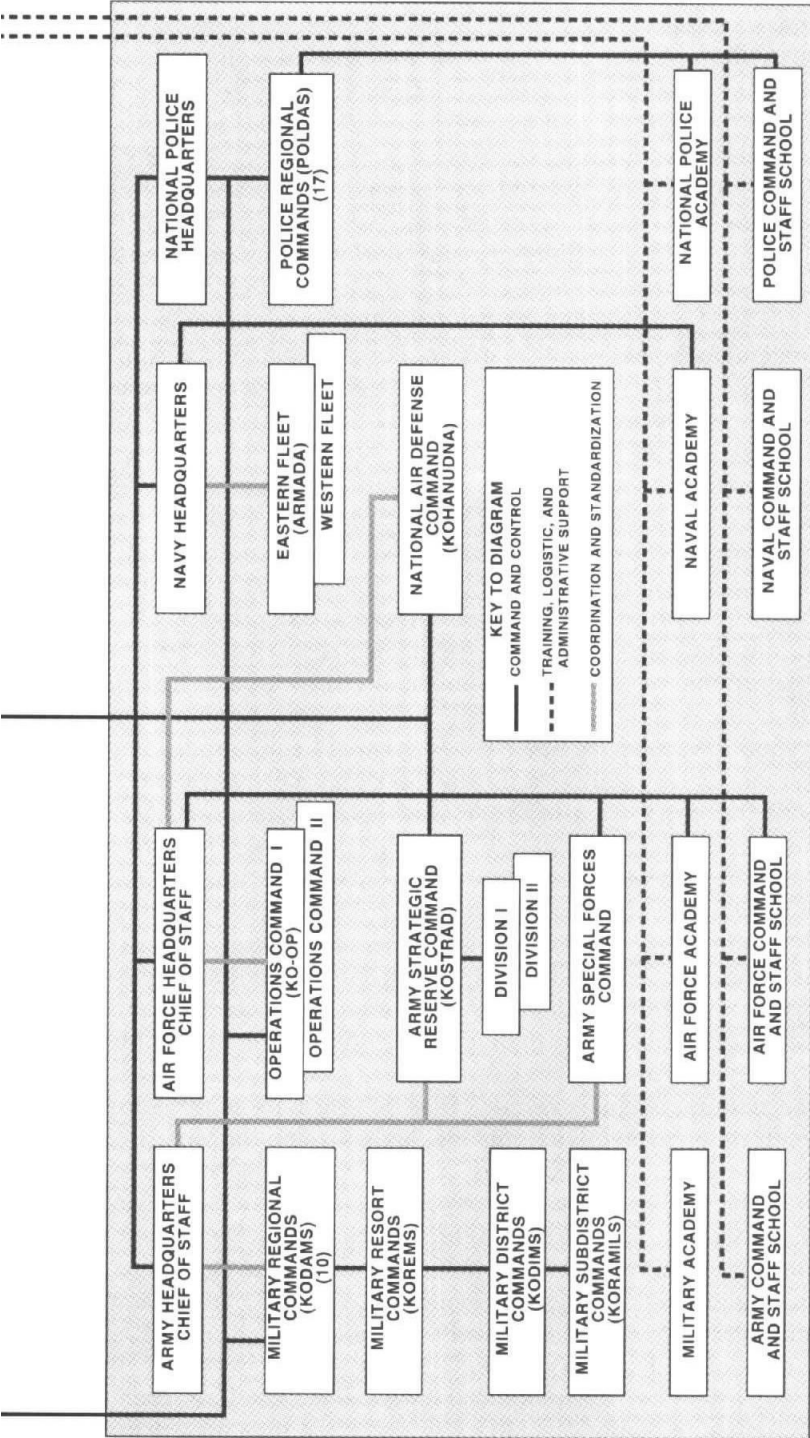 ARMY HEADQUARTERS
CHIEF OF STAFF
AIR FORCE HEADQUARTERS
CHIEF OF STAFF
NAVY HEADQUARTERS
NATIONAL POLICE
HEADQUARTERS
MILITARY REGIONAL
COMMANDS
(KODAMS)
(10)
OPERATIONS COMMAND I
(KO-OP)
OPERATIONS COMMAND II
EASTERN FLEET
(ARMADA)
WESTERN FLEET
POLICE REGIONAL
COMMANDS (POLDAS)
(17)
MILITARY RESORT
COMMANDS
(KOREMS)
ARMY STRATEGIC
RESERVE COMMAND
(KOSTRAD)
NATIONAL AIR DEFENSE
COMMAND
(KOHANUDNA)
MILITARY DISTRICT
COMMANDS
(KODIMS)
DIVISION I
DIVISION II
MILITARY SUBDISTRICT
COMMANDS
(KORAMILS)
ARMY SPECIAL FORCES
COMMAND
KEY TO DIAGRAM
COMMAND AND CONTROL
TRAINING, LOGISTIC, AND
ADMINISTRATIVE SUPPORT
COORDINATION AND STANDARDIZATION
MILITARY ACADEMY
AIR FORCE ACADEMY
NAVAL ACADEMY
NATIONAL POLICE
ACADEMY
ARMY COMMAND
AND STAFF SCHOOL
AIR FORCE COMMAND
AND STAFF SCHOOL
NAVAL COMMAND AND
STAFF SCHOOL
POLICE COMMAND AND
STAFF SCHOOL